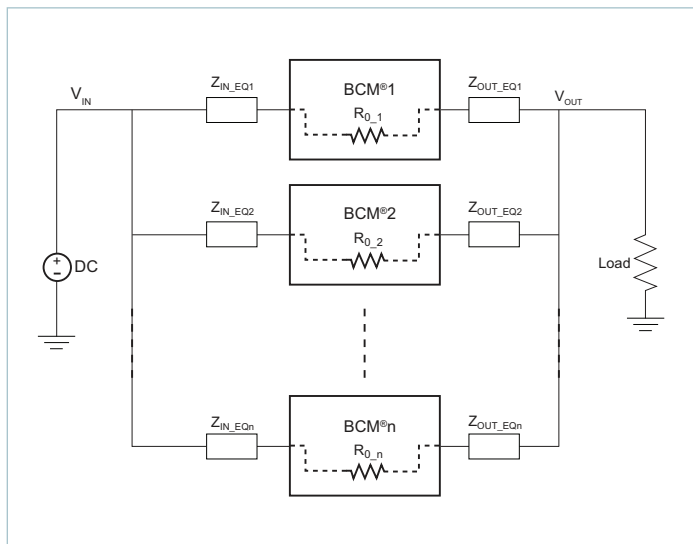 V_IN
Z_IN_EQ1
BCM®1
R_0_1
Z_OUT_EQ1
V_OUT
Z_IN_EQ2
BCM®2
R_0_2
Z_OUT_EQ2
+
–
DC
Load
Z_IN_EQn
BCM®n
R_0_n
Z_OUT_EQn